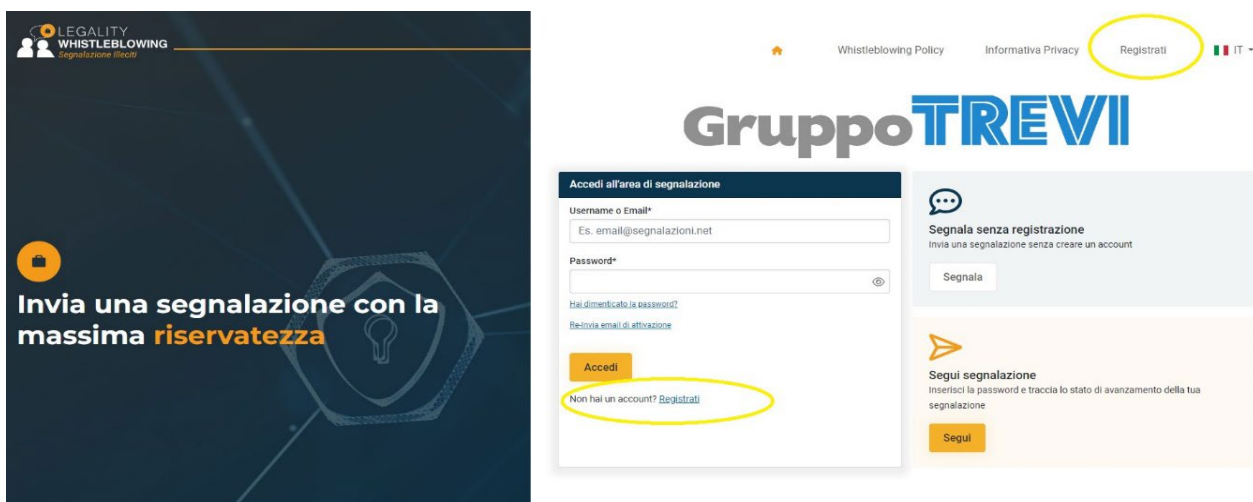 LEGALITY
WHISTLEBLOWING
Segnalazione Illeciti
Invia una segnalazione con la
massima riservatezza
Whistleblowing Policy
Informativa Privacy
Registrati
IT
GruppoTREVI
Accedi all'area di segnalazione
Username o Email*
Es. email@segnalazioni.net
Password*
Hai dimenticato la password?
Re-invia email di attivazione
Accedi
Non hai un account? Registrati
Segnala senza registrazione
Invia una segnalazione senza creare un account
Segnala
Segui segnalazione
Inserisci la password e traccia lo stato di avanzamento della tua
segnalazione
Segui